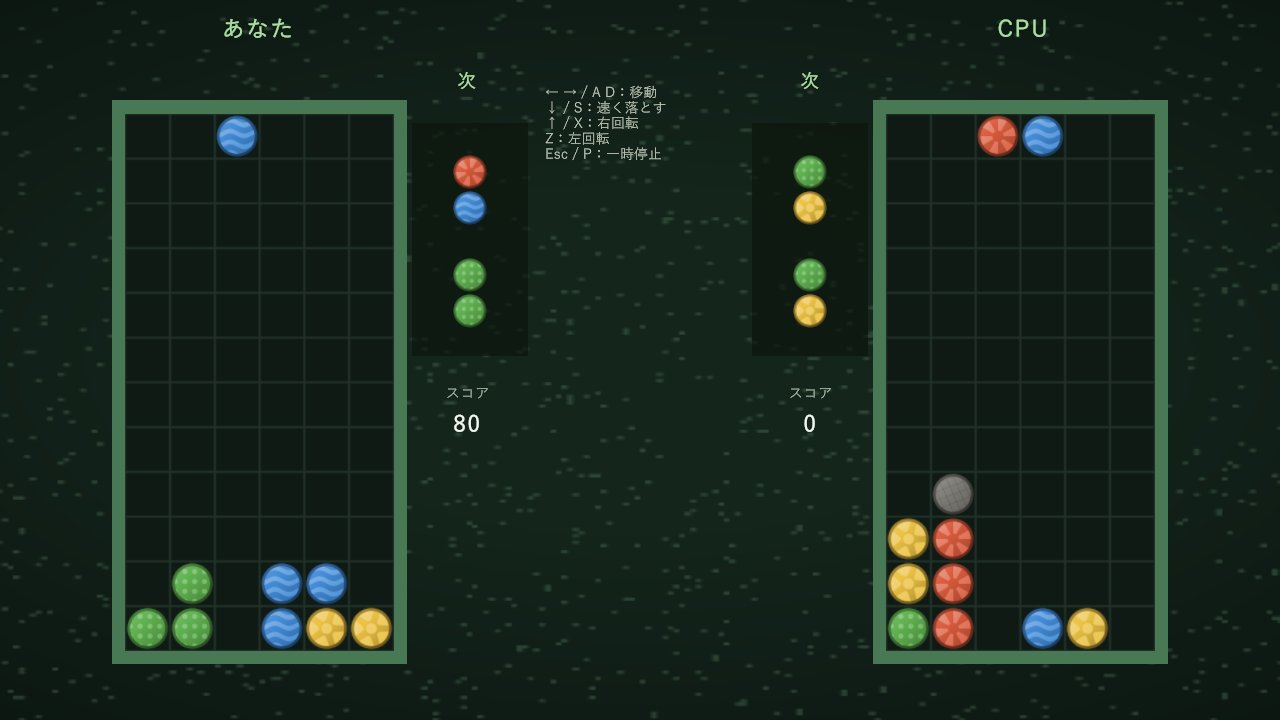 あなた
CPU
次
次
← → / A D：移動
↓ / S：速く落とす
↑ / X：右回転
Z：左回転
Esc / P：一時停止
スコア
80
スコア
0